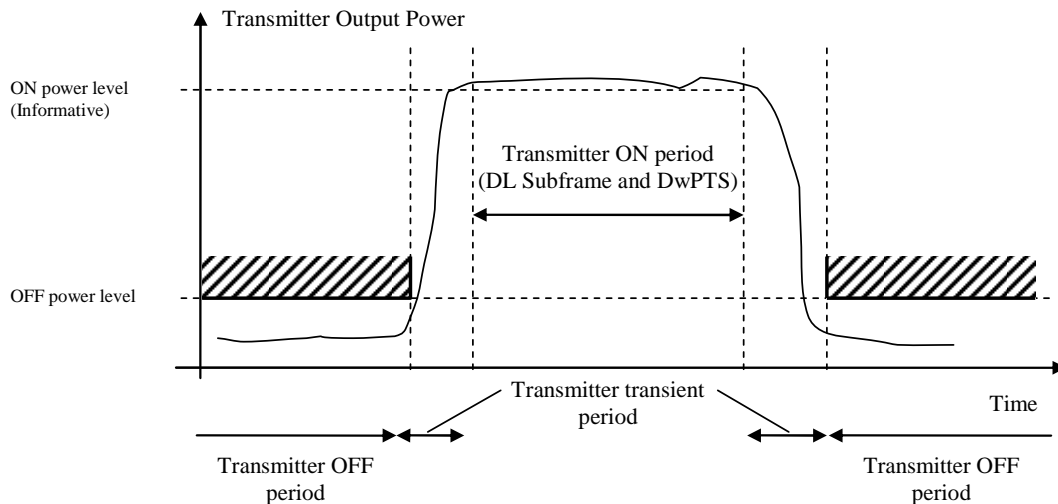 Transmitter Output Power
ON power level
(Informative)
Transmitter ON period
(DL Subframe and DwPTS)
OFF power level
Transmitter transient
period
Time
Transmitter OFF
period
Transmitter OFF
period